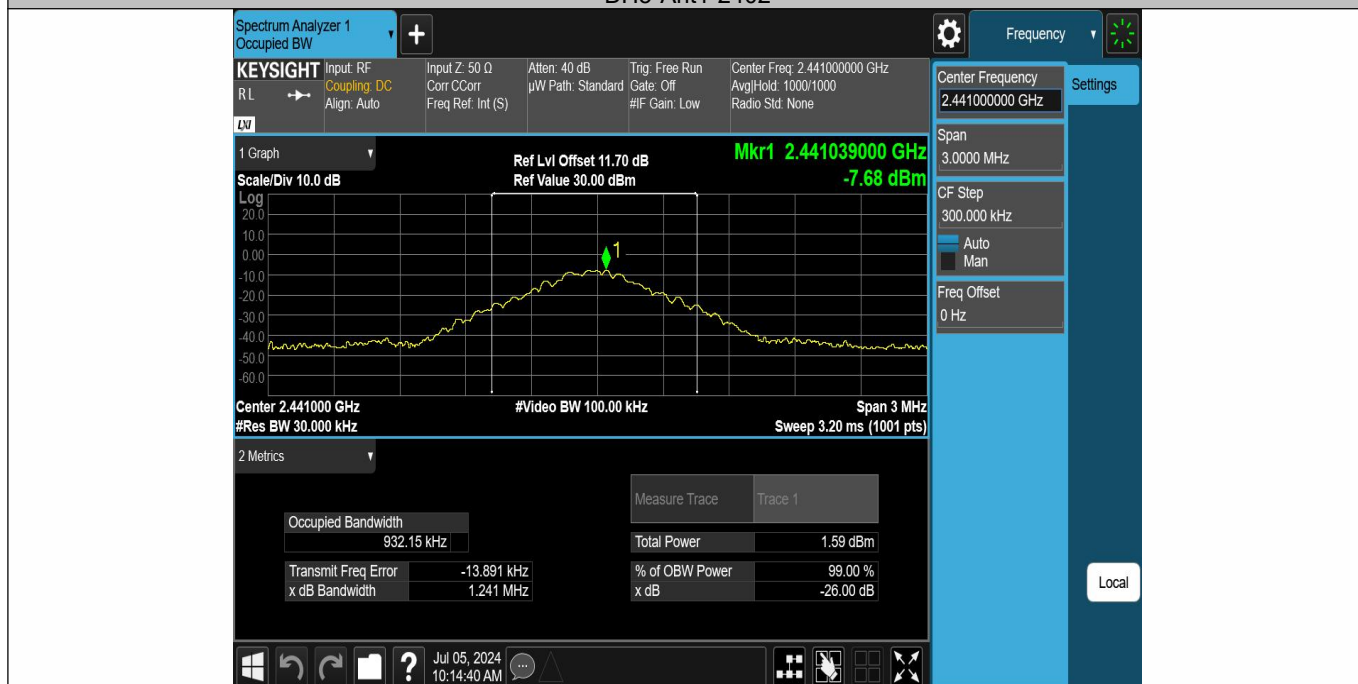 Spectrum Analyzer 1
Occupied BW
+
Frequency
KEYSIGHT
R L
LXI
Input: RF
Coupling: DC
Align: Auto
Input Z: 50 Ω
Corr CCorr
Freq Ref: Int (S)
Atten: 40 dB
µW Path: Standard
Trig: Free Run
Gate: Off
#IF Gain: Low
Center Freq: 2.441000000 GHz
Avg|Hold: 1000/1000
Radio Std: None
Center Frequency
2.441000000 GHz
Settings
Span
3.0000 MHz
CF Step
300.000 kHz
Auto
Man
Freq Offset
0 Hz
Local
1 Graph
Scale/Div 10.0 dB
Ref Lvl Offset 11.70 dB
Ref Value 30.00 dBm
Mkr1 2.441039000 GHz
-7.68 dBm
Log
20.0
10.0
0.00
-10.0
-20.0
-30.0
-40.0
-50.0
-60.0
1
Center 2.441000 GHz
#Video BW 100.00 kHz
Span 3 MHz
#Res BW 30.000 kHz
Sweep 3.20 ms (1001 pts)
2 Metrics
Measure Trace
Trace 1
Occupied Bandwidth
932.15 kHz
Total Power
1.59 dBm
Transmit Freq Error
-13.891 kHz
% of OBW Power
99.00 %
x dB Bandwidth
1.241 MHz
x dB
-26.00 dB
?
Jul 05, 2024
10:14:40 AM